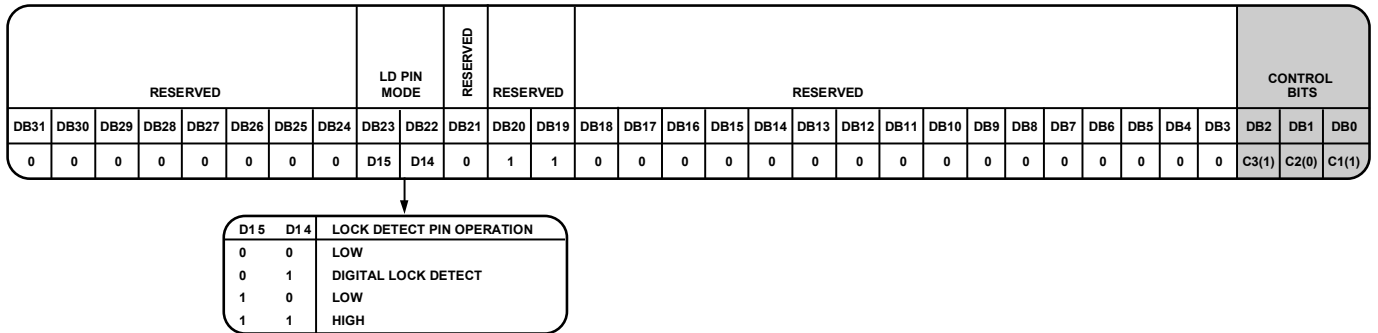 RESERVED LD PIN MODE RESERVED RESERVED RESERVED CONTROL BITS
DB31 DB30 DB29 DB28 DB27 DB26 DB25 DB24 DB23 DB22 DB21 DB20 DB19 DB18 DB17 DB16 DB15 DB14 DB13 DB12 DB11 DB10 DB9 DB8 DB7 DB6 DB5 DB4 DB3 DB2 DB1 DB0
0 0 0 0 0 0 0 0 D15 D14 0 1 1 0 0 0 0 0 0 0 0 0 0 0 0 0 0 0 0 C3(1) C2(0) C1(1)
D15 D14 LOCK DETECT PIN OPERATION
0 0 LOW
0 1 DIGITAL LOCK DETECT
1 0 LOW
1 1 HIGH